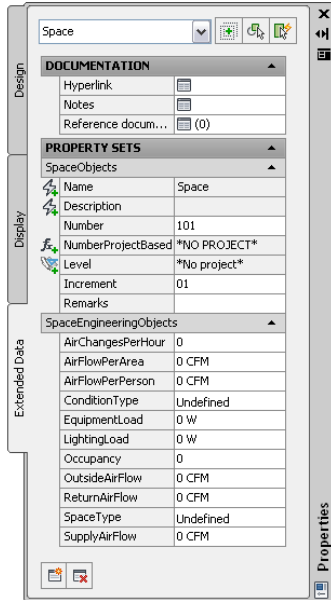 Space
DOCUMENTATION
Hyperlink
Notes
Reference docum... (0)
PROPERTY SETS
SpaceObjects
Name Space
Description
Number 101
NumberProjectBased *NO PROJECT*
Level *No project*
Increment 01
Remarks
SpaceEngineeringObjects
AirChangesPerHour 0
AirFlowPerArea 0 CFM
AirFlowPerPerson 0 CFM
ConditionType Undefined
EquipmentLoad 0 W
LightingLoad 0 W
Occupancy 0
OutsideAirFlow 0 CFM
ReturnAirFlow 0 CFM
SpaceType Undefined
SupplyAirFlow 0 CFM
Design
Display
Extended Data
Properties